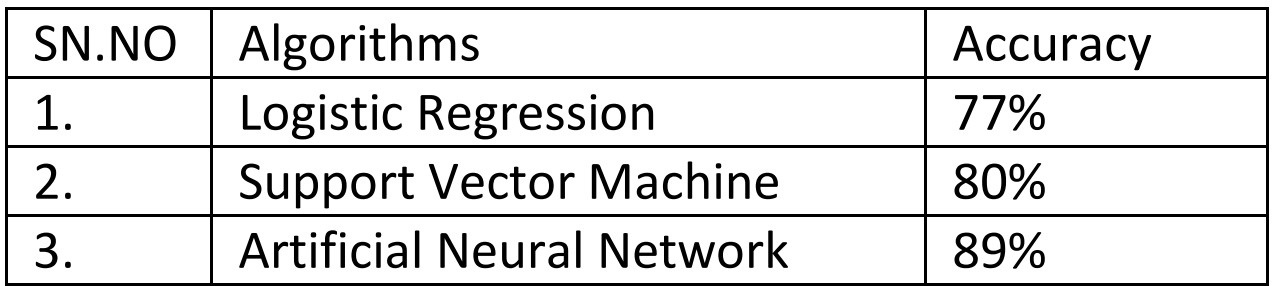 SN.NO Algorithms Accuracy
1. Logistic Regression 77%
2. Support Vector Machine 80%
3. Artificial Neural Network 89%